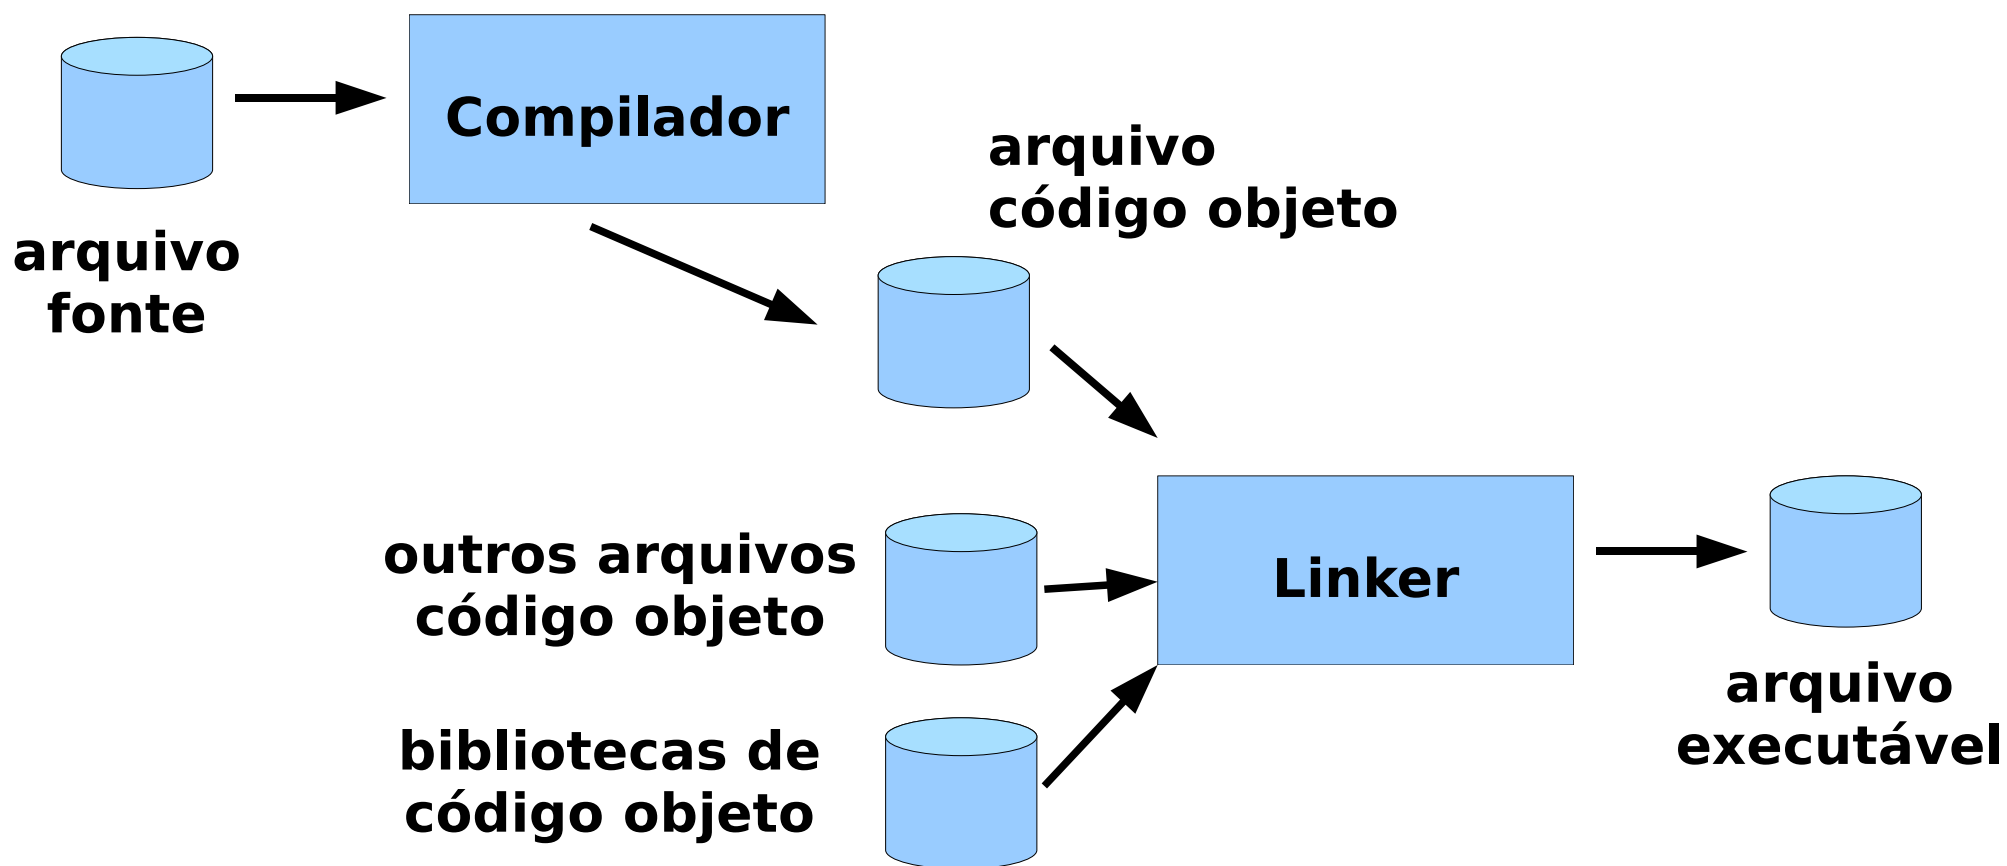 Compilador
arquivo
código objeto
arquivo
fonte
outros arquivos
código objeto
Linker
arquivo
executável
bibliotecas de
código objeto